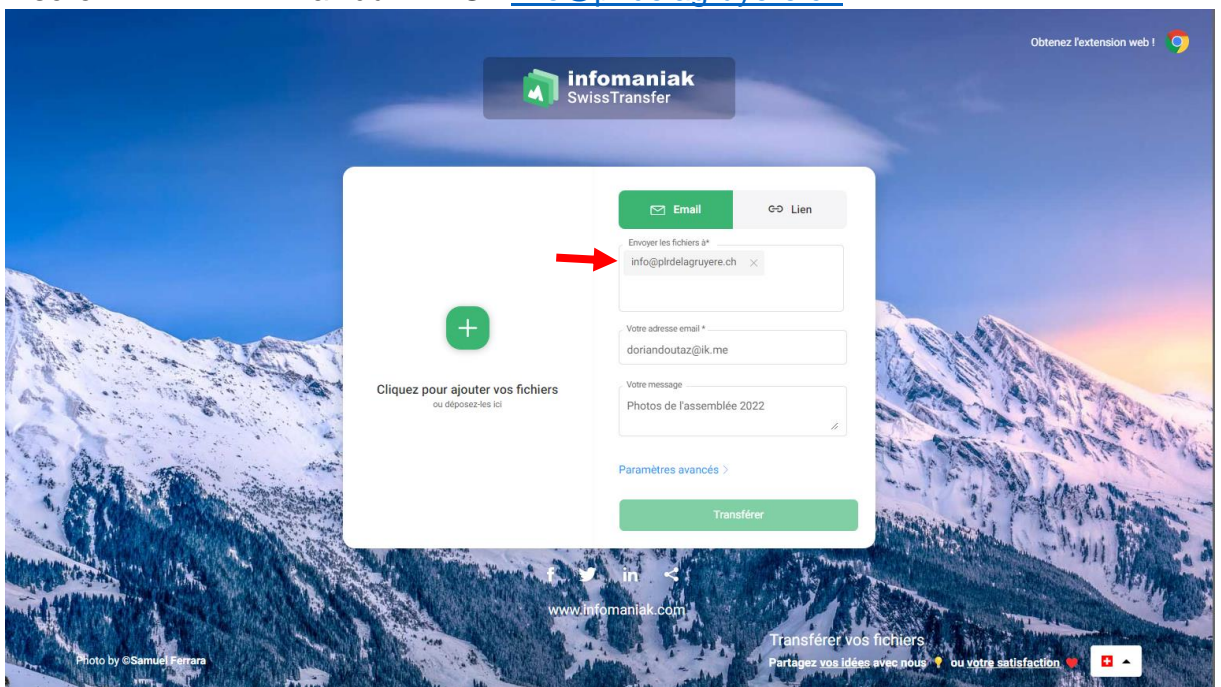 Obtenez l'extension web !
infomaniak
SwissTransfer
Email
Lien
Envoyer les fichiers à*
info@plrdelagruyere.ch
Votre adresse email *
doriandoutaz@ik.me
Cliquez pour ajouter vos fichiers
ou déposez-les ici
Votre message
Photos de l'assemblée 2022
Paramètres avancés
Transférer
www.infomaniak.com
Transférer vos fichiers
Photo by ©Samuel Ferrara
Partagez vos idées avec nous ou votre satisfaction